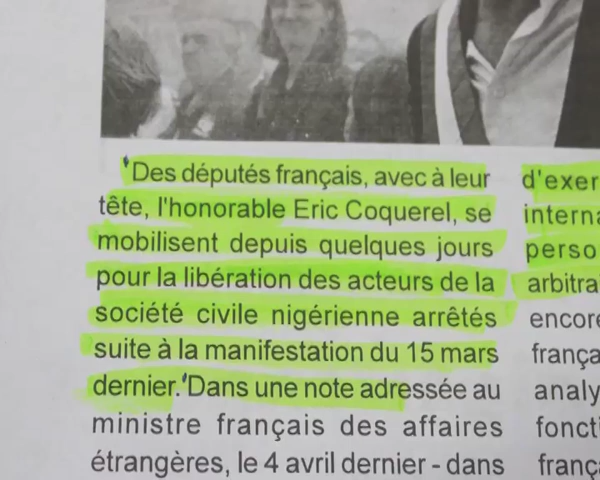 'Des députés français, avec à leur
tête, l'honorable Eric Coquerel, se
mobilisent depuis quelques jours
pour la libération des acteurs de la
société civile nigérienne arrêtés
suite à la manifestation du 15 mars
dernier.'Dans une note adressée au
ministre français des affaires
étrangères, le 4 avril dernier - dans
d'exer
interna
perso
arbitra
encore
frança
analy
foncti
frança